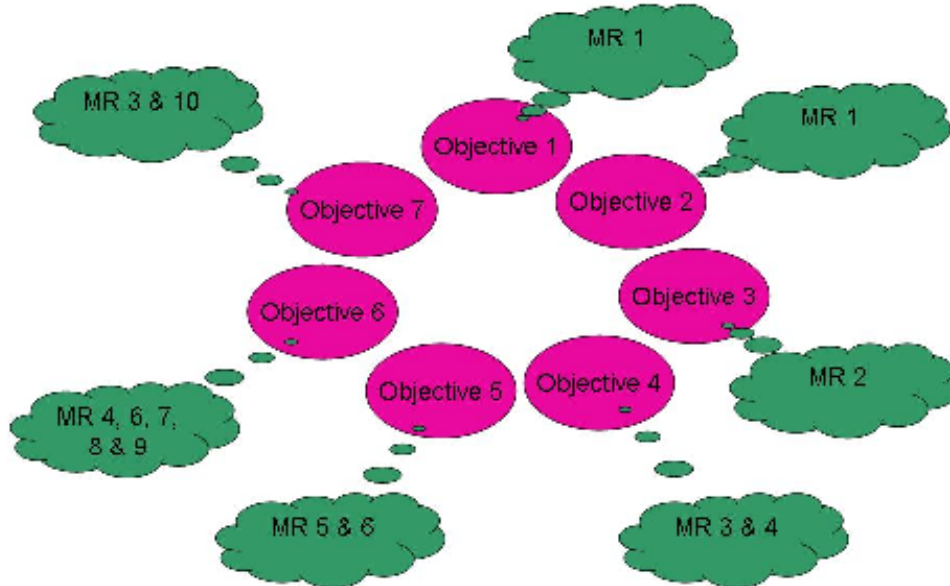 MR 1
MR 3 & 10
MR 1
Objective 1
Objective 2
Objective 7
Objective 3
Objective 6
MR 2
Objective 5
Objective 4
MR 4, 6, 7,
8 & 9
MR 5 & 6
MR 3 & 4